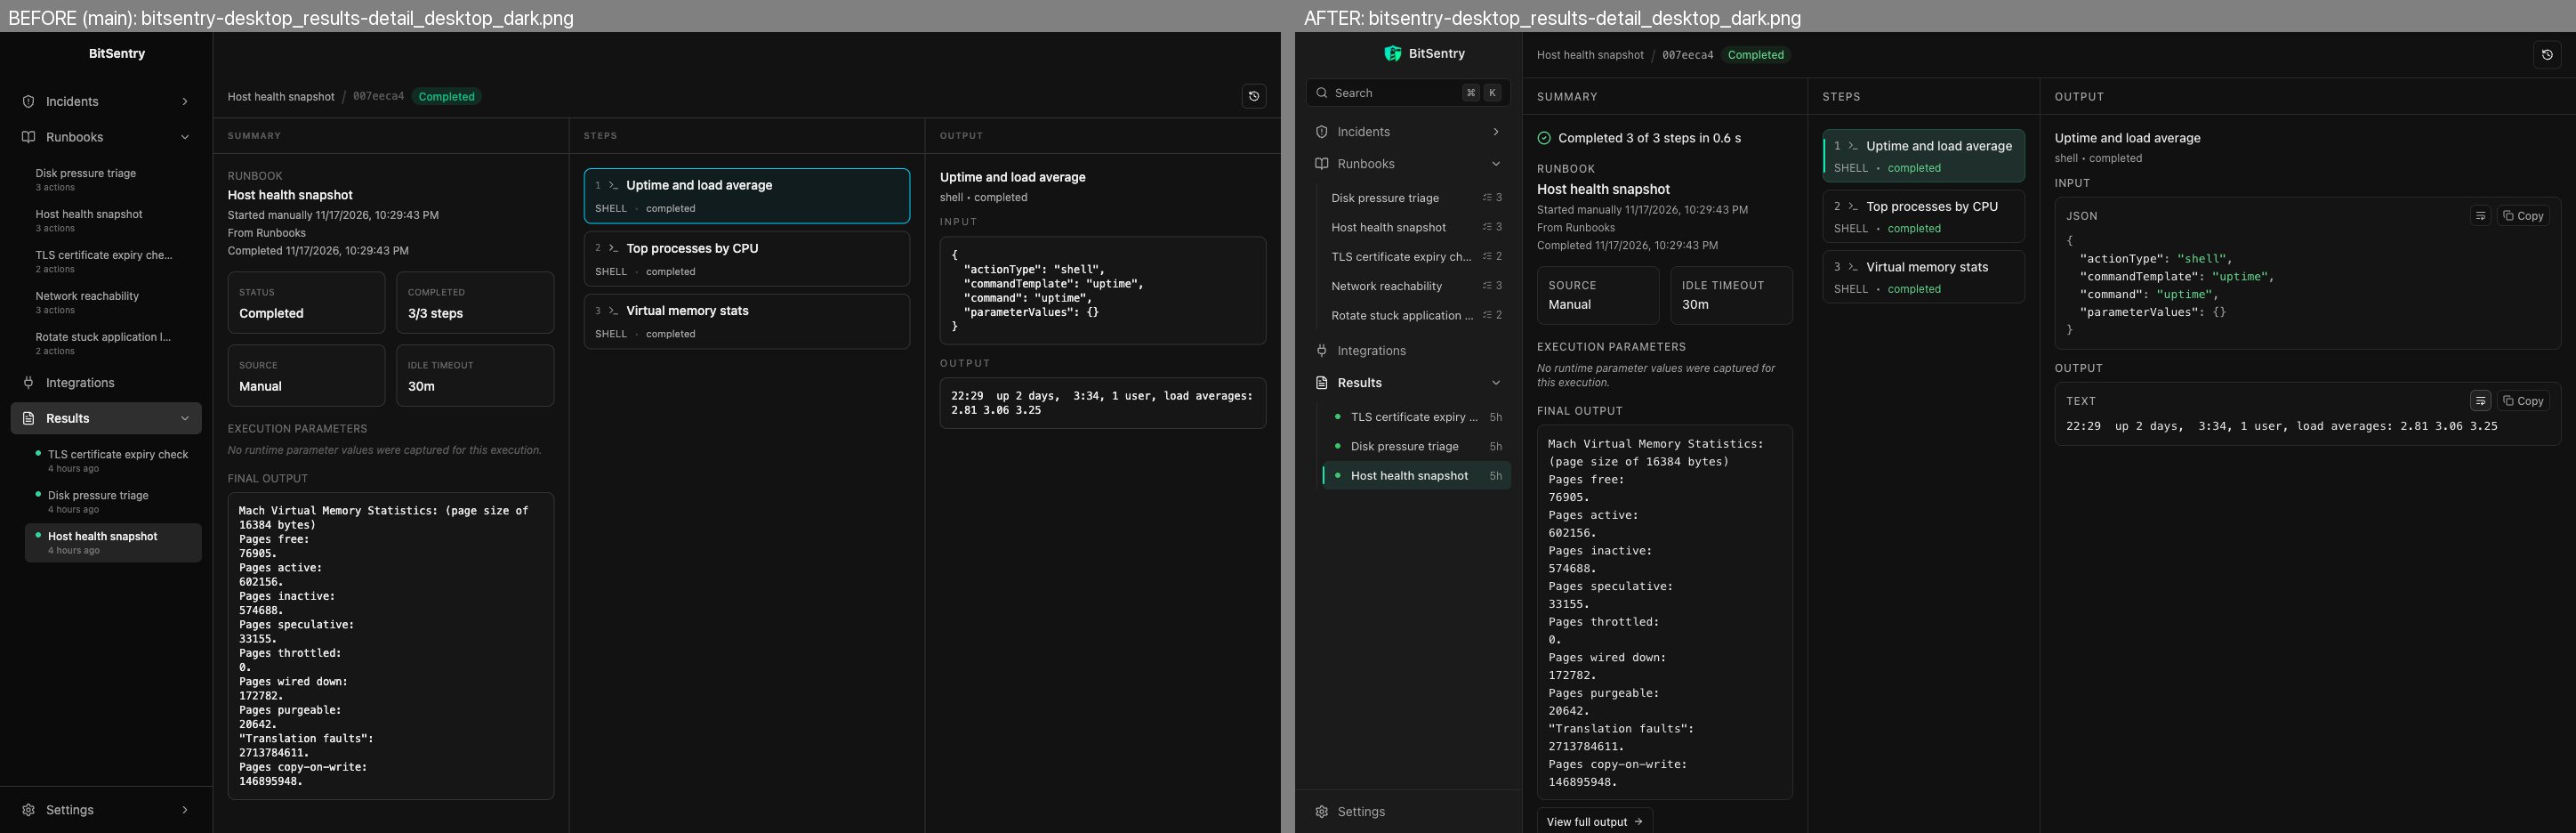 BEFORE (main): bitsentry-desktop_results-detail_desktop_dark.png
BitSentry
Incidents
Runbooks
Disk pressure triage
3 actions
Host health snapshot
3 actions
TLS certificate expiry che...
2 actions
Network reachability
3 actions
Rotate stuck application l...
2 actions
Integrations
Results
TLS certificate expiry check
4 hours ago
Disk pressure triage
4 hours ago
Host health snapshot
4 hours ago
Settings
Host health snapshot / 007eeca4 Completed
SUMMARY
RUNBOOK
Host health snapshot
Started manually 11/17/2026, 10:29:43 PM
From Runbooks
Completed 11/17/2026, 10:29:43 PM
STATUS
Completed
COMPLETED
3/3 steps
SOURCE
Manual
IDLE TIMEOUT
30m
EXECUTION PARAMETERS
No runtime parameter values were captured for this execution.
FINAL OUTPUT
Mach Virtual Memory Statistics: (page size of
16384 bytes)
Pages free:
76905.
Pages active:
602156.
Pages inactive:
574688.
Pages speculative:
33155.
Pages throttled:
0.
Pages wired down:
172782.
Pages purgeable:
20642.
"Translation faults":
2713784611.
Pages copy-on-write:
146895948.
STEPS
1 >_ Uptime and load average
SHELL • completed
2 >_ Top processes by CPU
SHELL • completed
3 >_ Virtual memory stats
SHELL • completed
OUTPUT
Uptime and load average
shell • completed
INPUT
{
"actionType": "shell",
"commandTemplate": "uptime",
"command": "uptime",
"parameterValues": {}
}
OUTPUT
22:29  up 2 days,  3:34, 1 user, load averages:
2.81 3.06 3.25
AFTER: bitsentry-desktop_results-detail_desktop_dark.png
BitSentry
Search ⌘ K
Incidents
Runbooks
Disk pressure triage 3
Host health snapshot 3
TLS certificate expiry ch... 2
Network reachability 3
Rotate stuck application ... 2
Integrations
Results
TLS certificate expiry ... 5h
Disk pressure triage 5h
Host health snapshot 5h
Settings
Host health snapshot / 007eeca4 Completed
SUMMARY
Completed 3 of 3 steps in 0.6 s
RUNBOOK
Host health snapshot
Started manually 11/17/2026, 10:29:43 PM
From Runbooks
Completed 11/17/2026, 10:29:43 PM
SOURCE
Manual
IDLE TIMEOUT
30m
EXECUTION PARAMETERS
No runtime parameter values were captured for
this execution.
FINAL OUTPUT
Mach Virtual Memory Statistics:
(page size of 16384 bytes)
Pages free:
76905.
Pages active:
602156.
Pages inactive:
574688.
Pages speculative:
33155.
Pages throttled:
0.
Pages wired down:
172782.
Pages purgeable:
20642.
"Translation faults":
2713784611.
Pages copy-on-write:
146895948.
View full output →
STEPS
1 >_ Uptime and load average
SHELL • completed
2 >_ Top processes by CPU
SHELL • completed
3 >_ Virtual memory stats
SHELL • completed
OUTPUT
Uptime and load average
shell • completed
INPUT
JSON Copy
{
"actionType": "shell",
"commandTemplate": "uptime",
"command": "uptime",
"parameterValues": {}
}
OUTPUT
TEXT Copy
22:29  up 2 days,  3:34, 1 user, load averages: 2.81 3.06 3.25